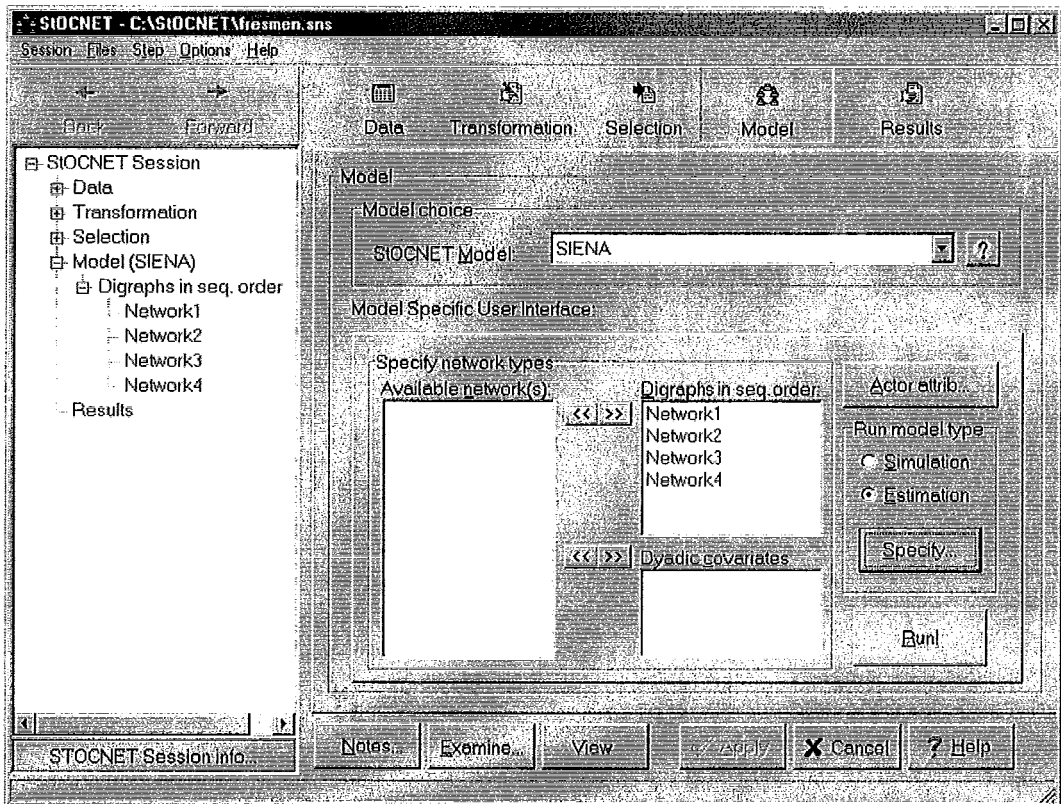 StOCNET - C:\StOCNET\fresmen.sns
Session Files Step Options Help
Back Forward
Data Transformation Selection Model Results
StOCNET Session
Data
Transformation
Selection
Model (SIENA)
Digraphs in seq. order
Network1
Network2
Network3
Network4
Results
STOCNET Session Info...
Model
Model choice
StOCNET Model: SIENA ?
Model Specific User Interface:
Specify network types
Available network(s):
<< >>
Digraphs in seq. order:
Network1
Network2
Network3
Network4
<< >>
Dyadic covariates
Actor attrib...
Run model type
Simulation
Estimation
Specify...
Run!
Notes... Examine... View Apply Cancel ? Help